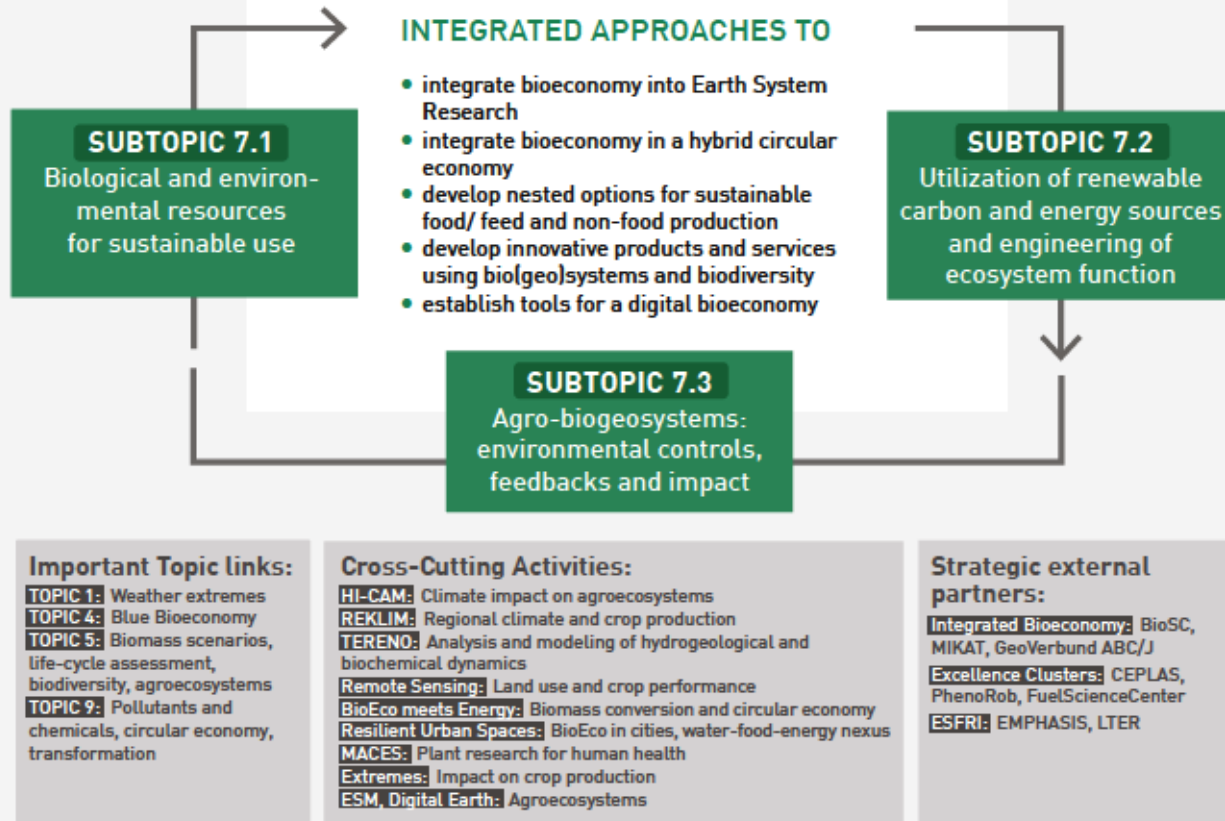 INTEGRATED APPROACHES TO
• integrate bioeconomy into Earth System
Research
• integrate bioeconomy in a hybrid circular
economy
• develop nested options for sustainable
food/ feed and non-food production
• develop innovative products and services
using bio(geo)systems and biodiversity
• establish tools for a digital bioeconomy
SUBTOPIC 7.1
Biological and environ-
mental resources
for sustainable use
SUBTOPIC 7.2
Utilization of renewable
carbon and energy sources
and engineering of
ecosystem function
SUBTOPIC 7.3
Agro-biogeosystems:
environmental controls,
feedbacks and impact
Important Topic links:
TOPIC 1: Weather extremes
TOPIC 4: Blue Bioeconomy
TOPIC 5: Biomass scenarios,
life-cycle assessment,
biodiversity, agroecosystems
TOPIC 9: Pollutants and
chemicals, circular economy,
transformation
Cross-Cutting Activities:
HI-CAM: Climate impact on agroecosystems
REKLIM: Regional climate and crop production
TERENO: Analysis and modeling of hydrogeological and
biochemical dynamics
Remote Sensing: Land use and crop performance
BioEco meets Energy: Biomass conversion and circular economy
Resilient Urban Spaces: BioEco in cities, water-food-energy nexus
MACES: Plant research for human health
Extremes: Impact on crop production
ESM, Digital Earth: Agroecosystems
Strategic external
partners:
Integrated Bioeconomy: BioSC,
MIKAT, GeoVerbund ABC/J
Excellence Clusters: CEPLAS,
PhenoRob, FuelScienceCenter
ESFRI: EMPHASIS, LTER